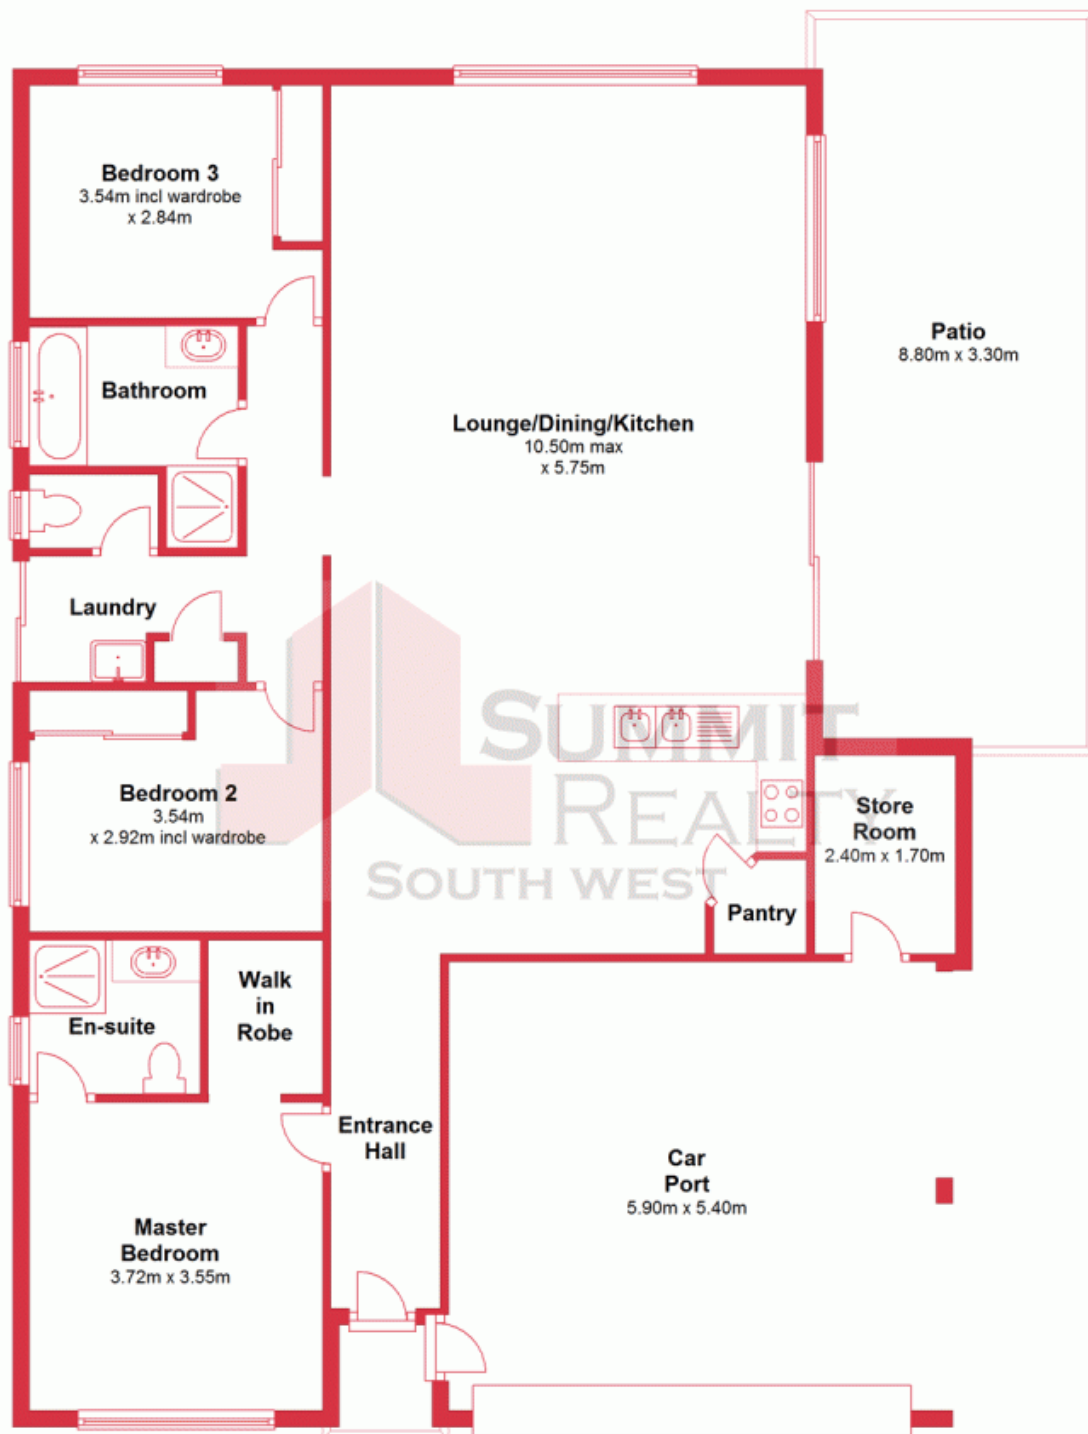 Bedroom 3
3.54m incl wardrobe
x 2.84m
Bathroom
Lounge/Dining/Kitchen
10.50m max
x 5.75m
Patio
8.80m x 3.30m
Laundry
SUMMIT
REALTY
SOUTH WEST
Bedroom 2
3.54m
x 2.92m incl wardrobe
Store
Room
2.40m x 1.70m
Pantry
Walk
in
Robe
En-suite
Entrance
Hall
Car
Port
5.90m x 5.40m
Master
Bedroom
3.72m x 3.55m